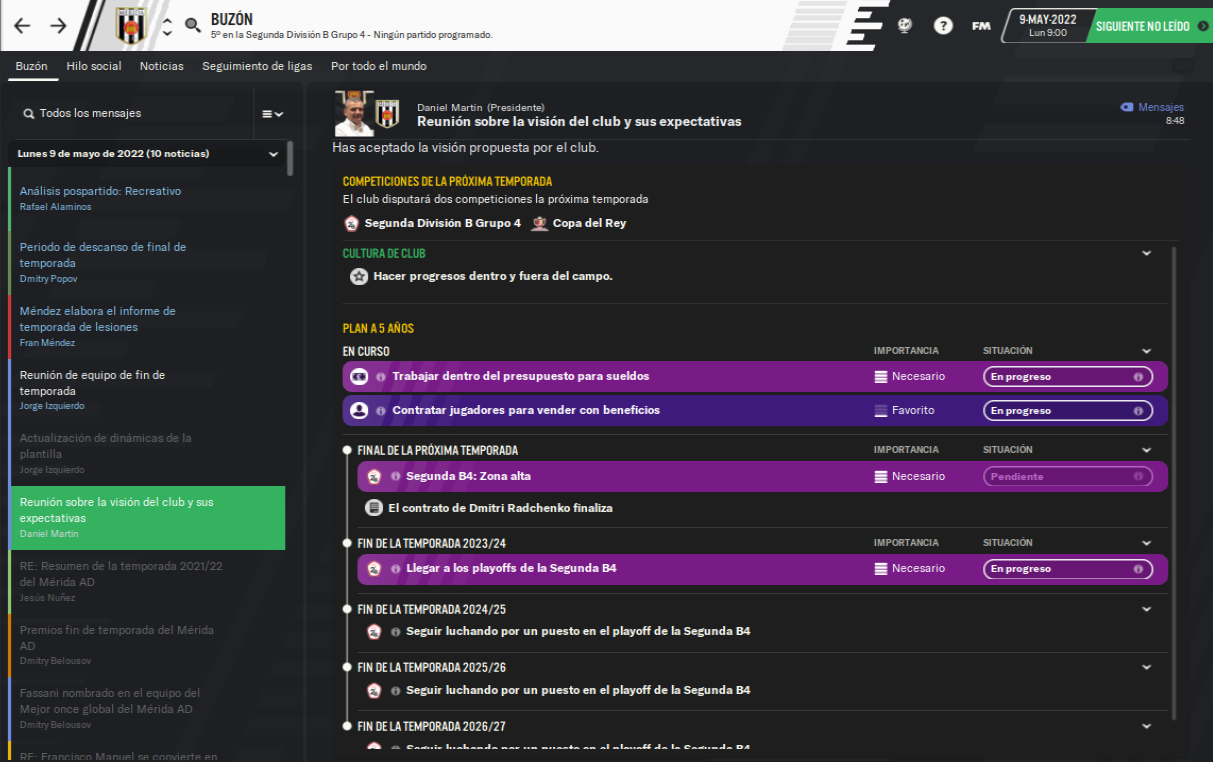 BUZÓN
5º en la Segunda División B Grupo 4 - Ningún partido programado.
?
FM
9-MAY-2022
Lun 9:00
SIGUIENTE NO LEÍDO
Buzón
Hilo social
Noticias
Seguimiento de ligas
Por todo el mundo
Todos los mensajes
Lunes 9 de mayo de 2022 (10 noticias)
Análisis pospartido: Recreativo
Rafael Alaminos
Periodo de descanso de final de
temporada
Dmitry Popov
Méndez elabora el informe de
temporada de lesiones
Fran Méndez
Reunión de equipo de fin de
temporada
Jorge Izquierdo
Actualización de dinámicas de la
plantilla
Jorge Izquierdo
Reunión sobre la visión del club y sus
expectativas
Daniel Martín
RE: Resumen de la temporada 2021/22
del Mérida AD
Jesús Nuñez
Premios fin de temporada del Mérida
AD
Dmitry Belousov
Fassani nombrado en el equipo del
Mejor once global del Mérida AD
Dmitry Belousov
RE: Francisco Manuel se convierte en
Daniel Martín (Presidente)
Reunión sobre la visión del club y sus expectativas
Mensajes
8:48
Has aceptado la visión propuesta por el club.
COMPETICIONES DE LA PRÓXIMA TEMPORADA
El club disputará dos competiciones la próxima temporada
Segunda División B Grupo 4
Copa del Rey
CULTURA DE CLUB
Hacer progresos dentro y fuera del campo.
PLAN A 5 AÑOS
EN CURSO
IMPORTANCIA
SITUACIÓN
Trabajar dentro del presupuesto para sueldos
Necesario
En progreso
Contratar jugadores para vender con beneficios
Favorito
En progreso
FINAL DE LA PRÓXIMA TEMPORADA
IMPORTANCIA
SITUACIÓN
Segunda B4: Zona alta
Necesario
Pendiente
El contrato de Dmitri Radchenko finaliza
FIN DE LA TEMPORADA 2023/24
IMPORTANCIA
SITUACIÓN
Llegar a los playoffs de la Segunda B4
Necesario
En progreso
FIN DE LA TEMPORADA 2024/25
Seguir luchando por un puesto en el playoff de la Segunda B4
FIN DE LA TEMPORADA 2025/26
Seguir luchando por un puesto en el playoff de la Segunda B4
FIN DE LA TEMPORADA 2026/27
Seguir luchando por un puesto en el playoff de la Segunda B4